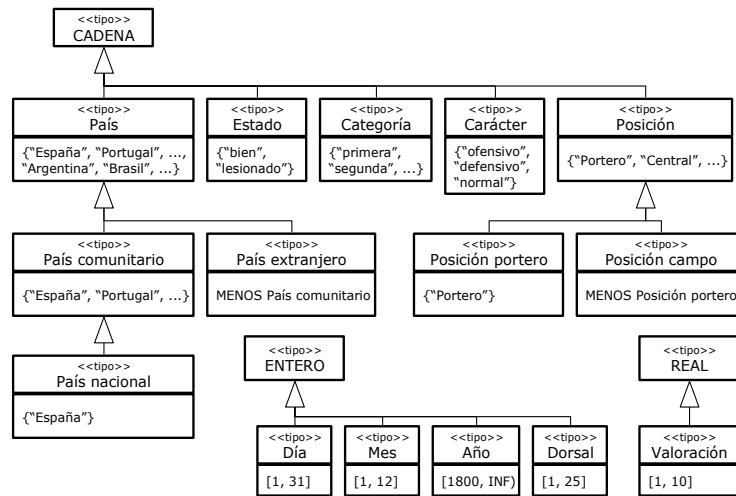 <<tipo>>
CADENA
<<tipo>>
País
{“España”, “Portugal”, ...,
“Argentina”, “Brasil”, ...}
<<tipo>>
Estado
{“bien”,
“lesionado”}
<<tipo>>
Categoría
{“primera”,
“segunda”, ...}
<<tipo>>
Carácter
{“ofensivo”,
“defensivo”,
“normal”}
<<tipo>>
Posición
{“Portero”, “Central”, ...}
<<tipo>>
País comunitario
{“España”, “Portugal”, ...}
<<tipo>>
País extranjero
MENOS País comunitario
<<tipo>>
Posición portero
{“Portero”}
<<tipo>>
Posición campo
MENOS Posición portero
<<tipo>>
País nacional
{“España”}
<<tipo>>
ENTERO
<<tipo>>
REAL
<<tipo>>
Día
[1, 31]
<<tipo>>
Mes
[1, 12]
<<tipo>>
Año
[1800, INF)
<<tipo>>
Dorsal
[1, 25]
<<tipo>>
Valoración
[1, 10]